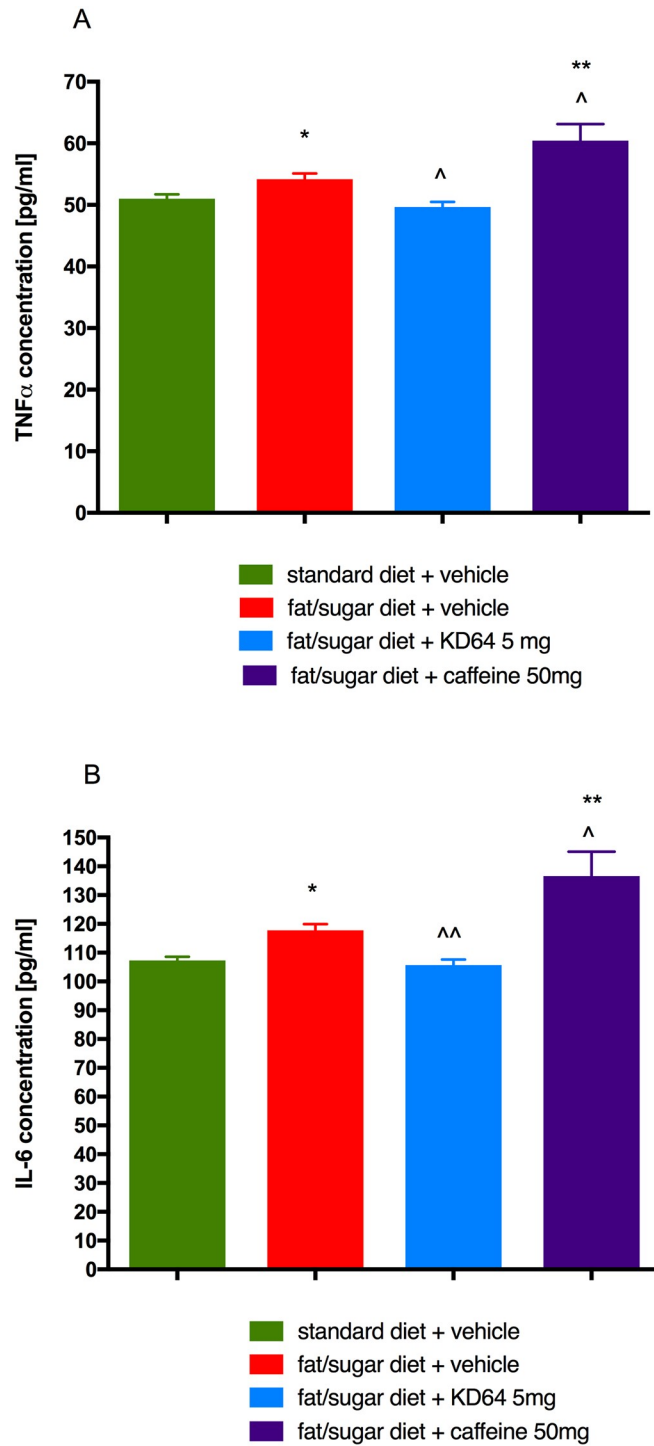 A
TNFα concentration [pg/ml]
70
60
50
40
30
20
10
0
*
^
**
^
standard diet + vehicle
fat/sugar diet + vehicle
fat/sugar diet + KD64 5 mg
fat/sugar diet + caffeine 50mg
B
IL-6 concentration [pg/ml]
150
140
130
120
110
100
90
80
70
60
50
40
30
20
10
0
*
^^
**
^
standard diet + vehicle
fat/sugar diet + vehicle
fat/sugar diet + KD64 5mg
fat/sugar diet + caffeine 50mg